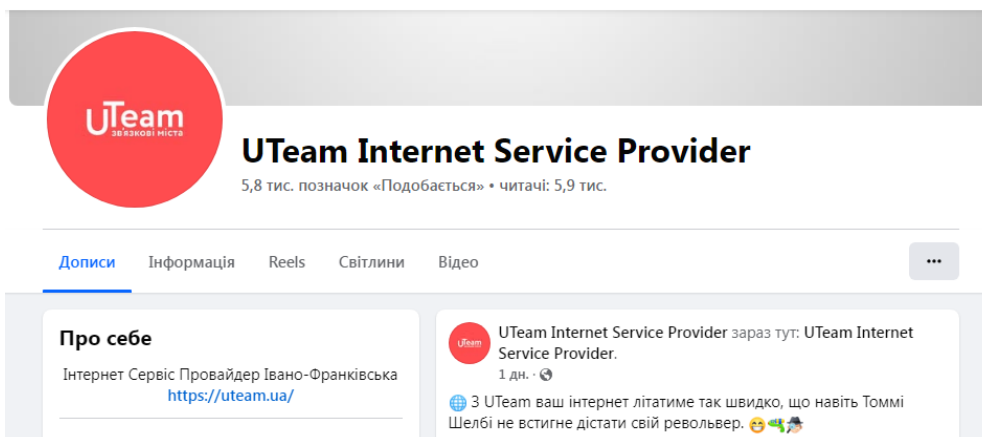 UTeam
зв'язкові міста
UTeam Internet Service Provider
5,8 тис. позначок «Подобається» • читачі: 5,9 тис.
Дописи Інформація Reels Світлини Відео
Про себе
Інтернет Сервіс Провайдер Івано-Франківська
https://uteam.ua/
UTeam
UTeam Internet Service Provider зараз тут: UTeam Internet
Service Provider.
1 дн. ·
З UTeam ваш інтернет літатиме так швидко, що навіть Томмі
Шелбі не встигне дістати свій револьвер.